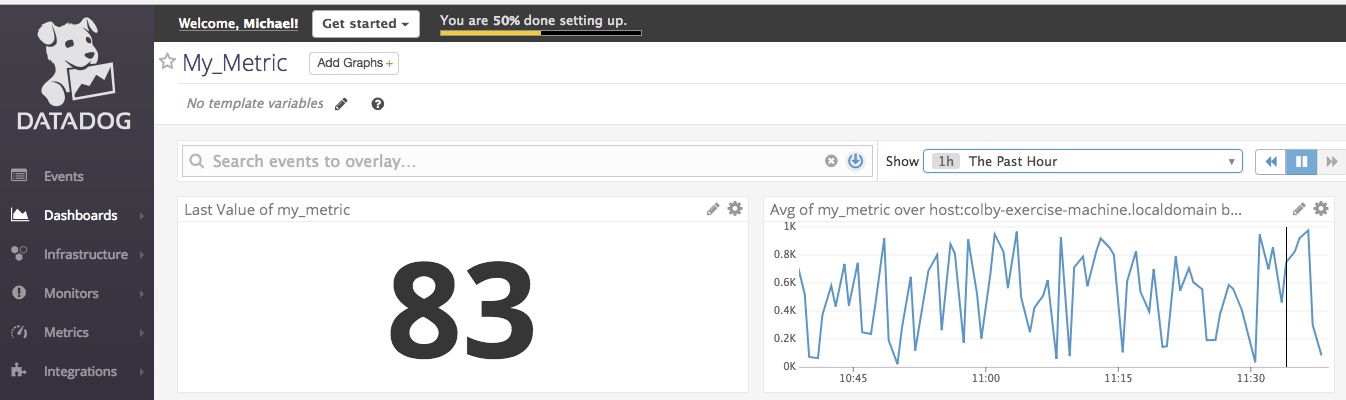 Welcome, Michael!
Get started
You are 50% done setting up.
DATADOG
My_Metric
Add Graphs +
No template variables
?
Search events to overlay...
Show
1h The Past Hour
Events
Dashboards
Infrastructure
Monitors
Metrics
Integrations
Last Value of my_metric
83
Avg of my_metric over host:colby-exercise-machine.localdomain b...
1K
0.8K
0.6K
0.4K
0.2K
0K
10:45
11:00
11:15
11:30